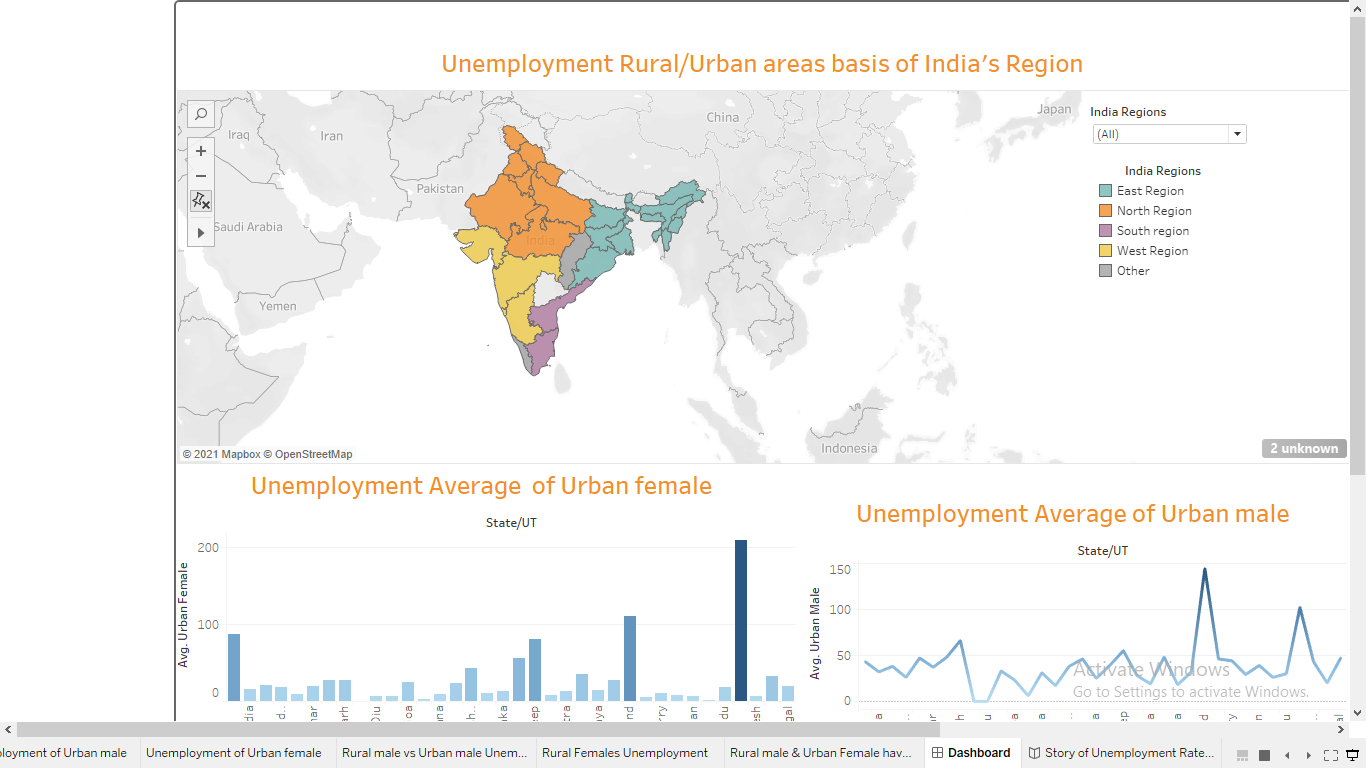 Unemployment Rural/Urban areas basis of India's Region
Iraq
Iran
China
Japan
Pakistan
Saudi Arabia
India
Yemen
Indonesia
India Regions
(All)
India Regions
East Region
North Region
South region
West Region
Other
© 2021 Mapbox © OpenStreetMap
2 unknown
Unemployment Average of Urban female
State/UT
Avg. Urban Female
200
100
0
Unemployment Average of Urban male
State/UT
Avg. Urban Male
150
100
50
0
Activate Windows
Go to Settings to activate Windows.
ployment of Urban male
Unemployment of Urban female
Rural male vs Urban male Unem...
Rural Females Unemployment
Rural male & Urban Female hav...
Dashboard
Story of Unemployment Rate...